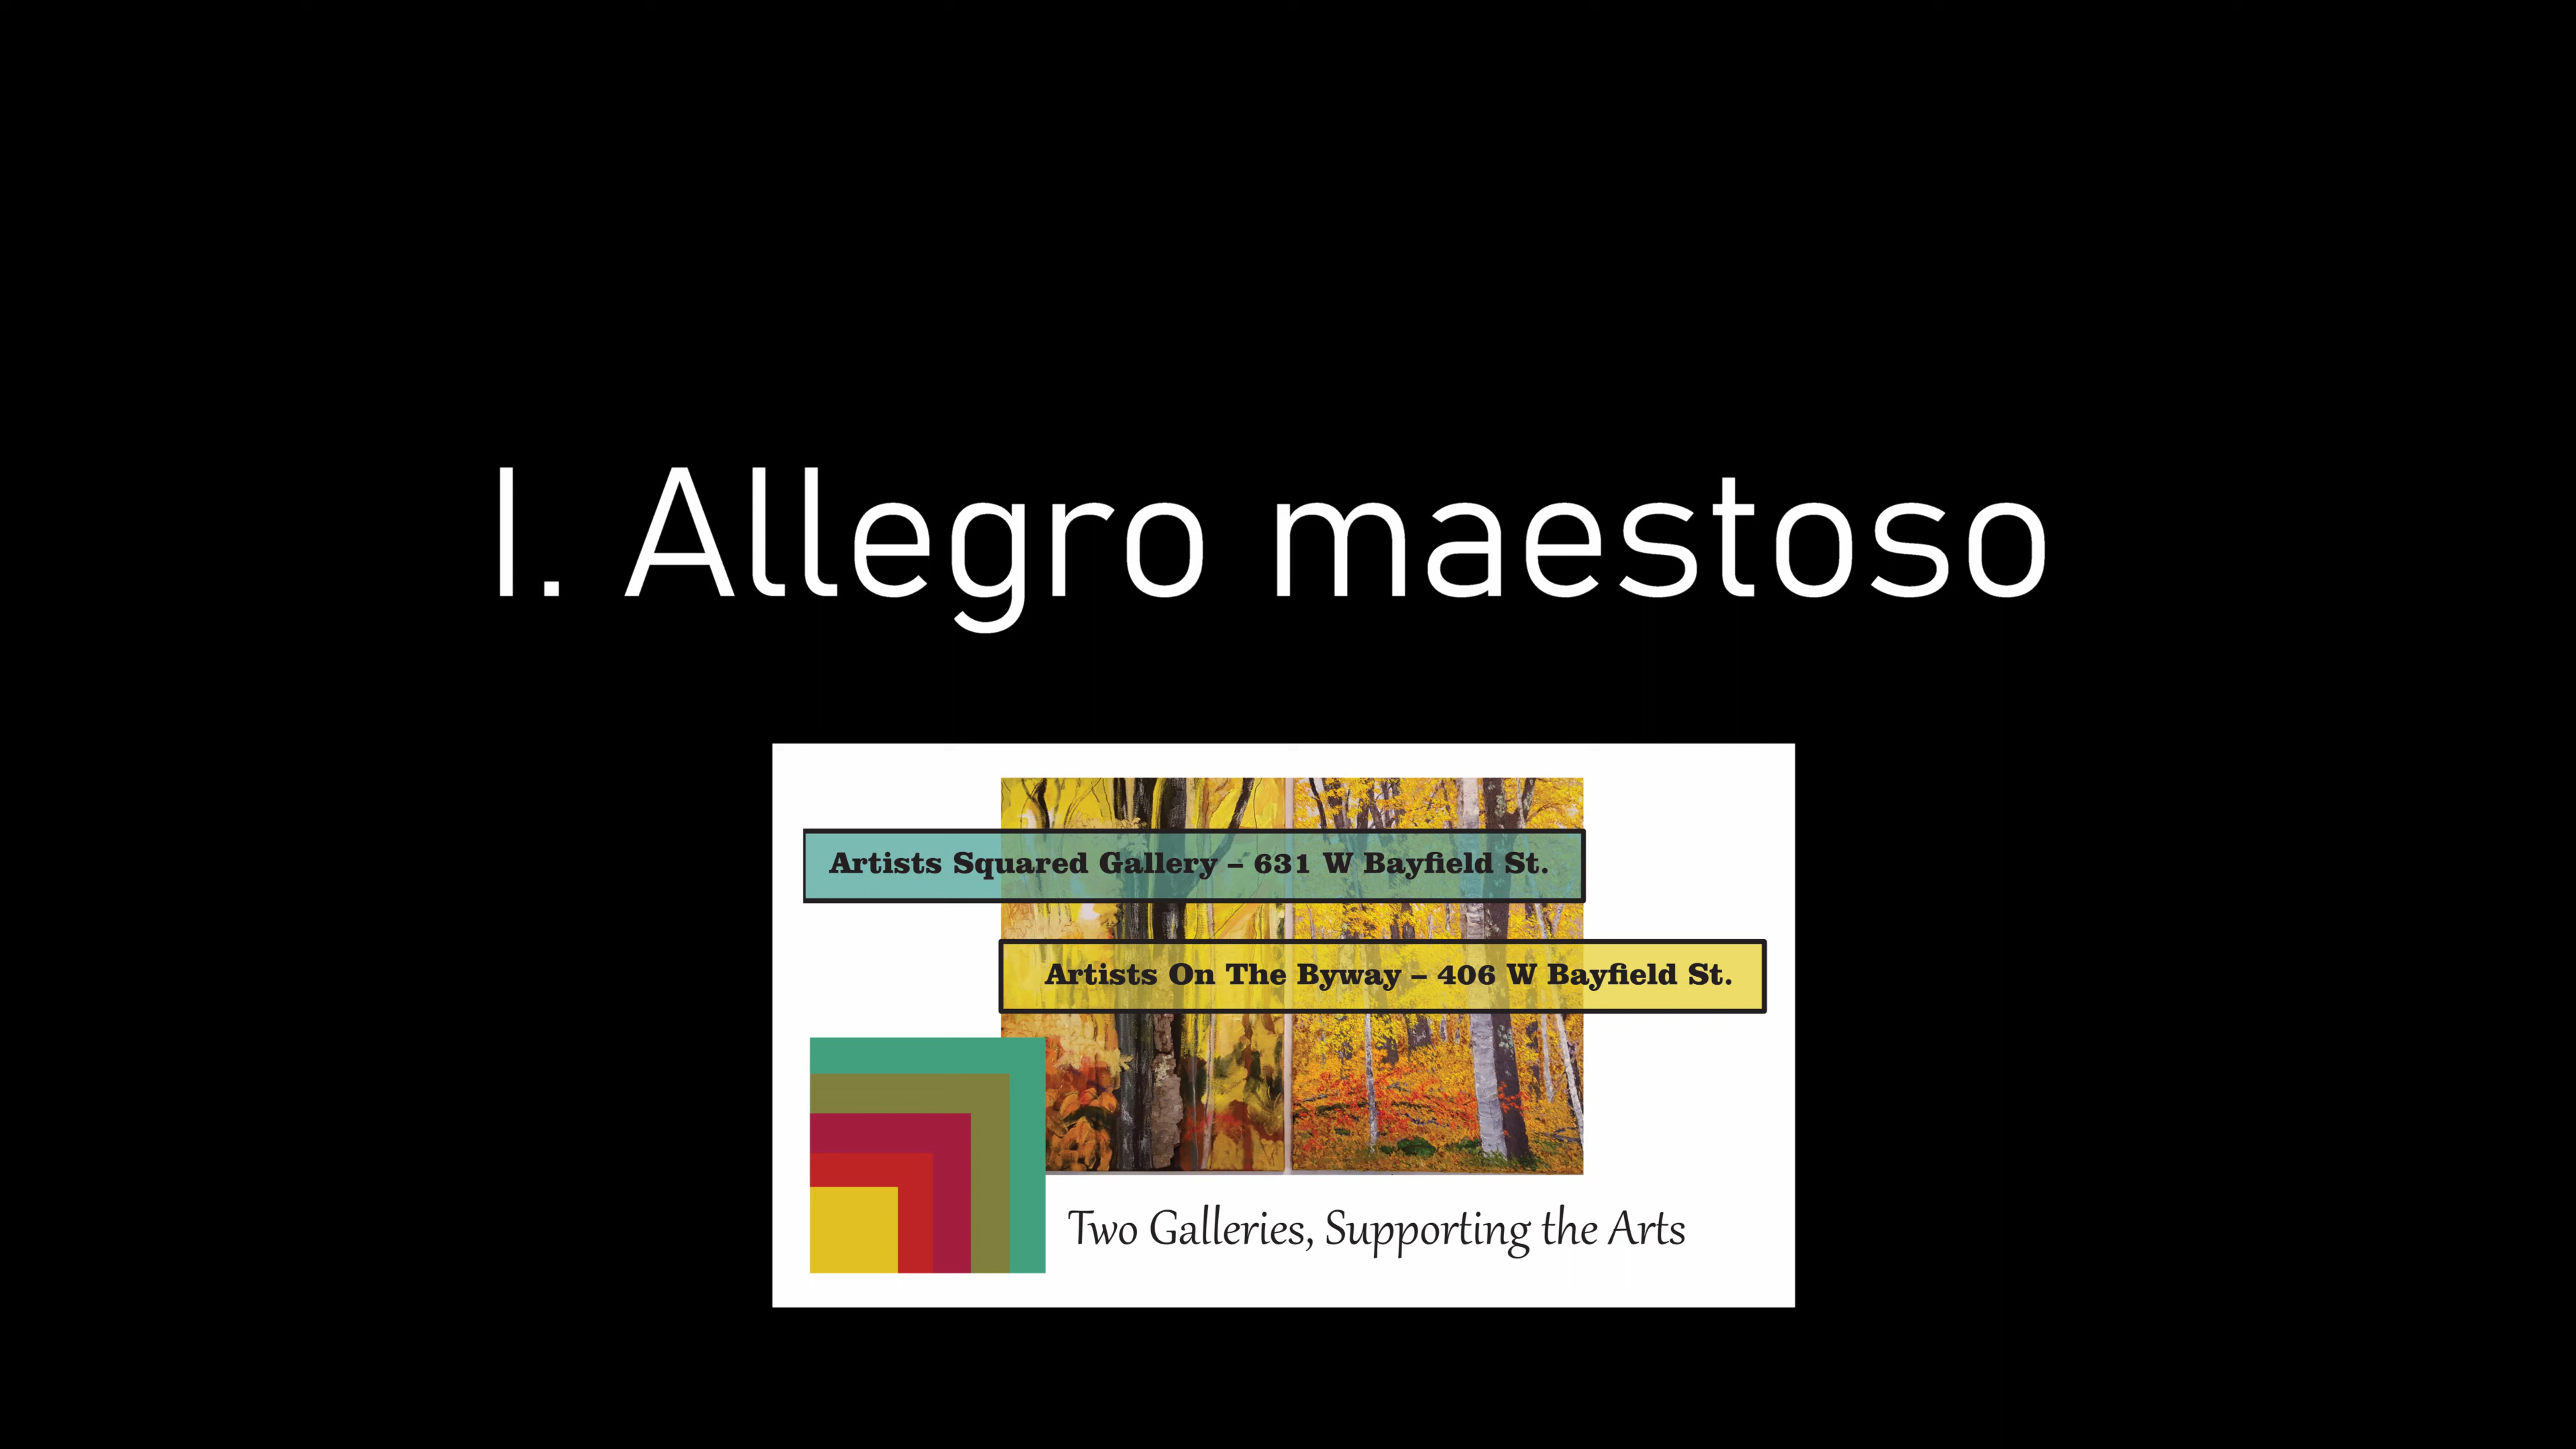 I. Allegro maestoso
Artists Squared Gallery – 631 W Bayfield St.
Artists On The Byway – 406 W Bayfield St.
Two Galleries, Supporting the Arts